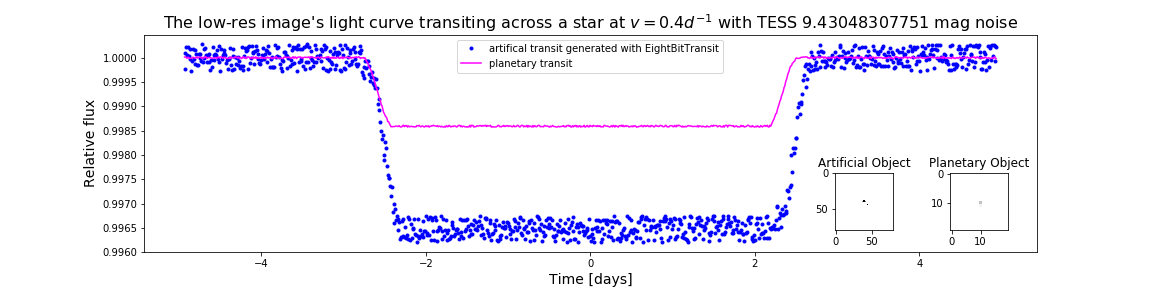 The low-res image's light curve transiting across a star at v = 0.4d⁻¹ with TESS 9.43048307751 mag noise
artifical transit generated with EightBitTransit
planetary transit
Relative flux
1.0000
0.9995
0.9990
0.9985
0.9980
0.9975
0.9970
0.9965
0.9960
Artificial Object
0
50
0 50
Planetary Object
0
10
0 10
−4 −2 0 2 4
Time [days]